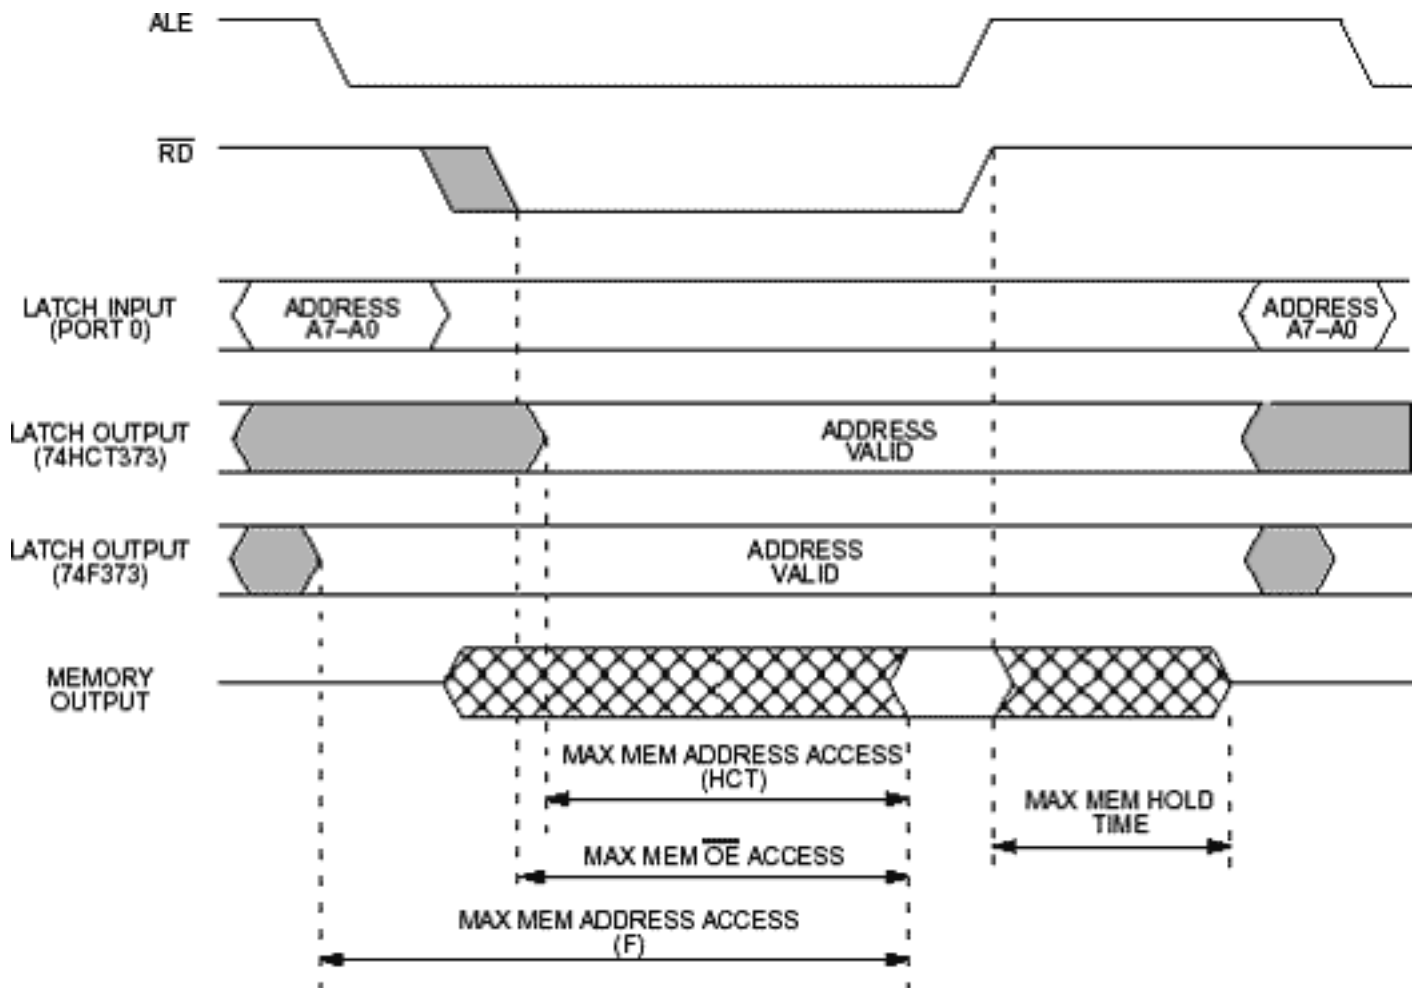 ALE
RD
LATCH INPUT
(PORT 0)
ADDRESS
A7–A0
ADDRESS
A7–A0
LATCH OUTPUT
(74HCT373)
ADDRESS
VALID
LATCH OUTPUT
(74F373)
ADDRESS
VALID
MEMORY
OUTPUT
MAX MEM ADDRESS ACCESS
(HCT)
MAX MEM HOLD
TIME
MAX MEM OE ACCESS
MAX MEM ADDRESS ACCESS
(F)